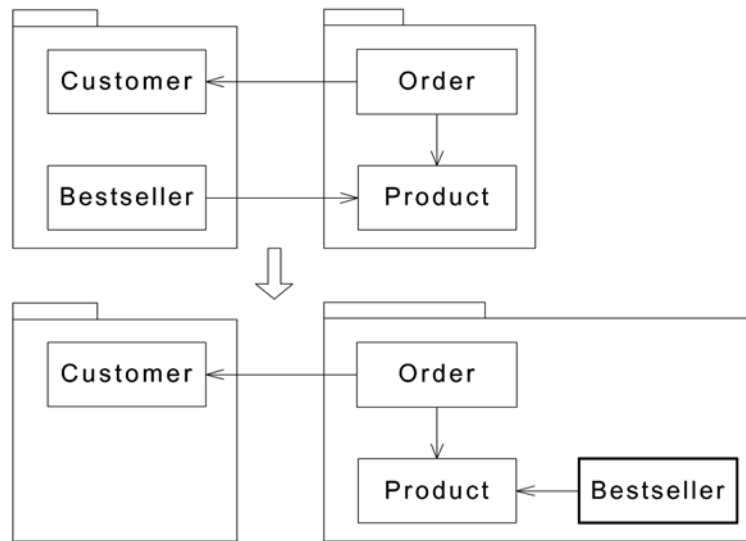 Customer
Order
Bestseller
Product
Customer
Order
Product
Bestseller